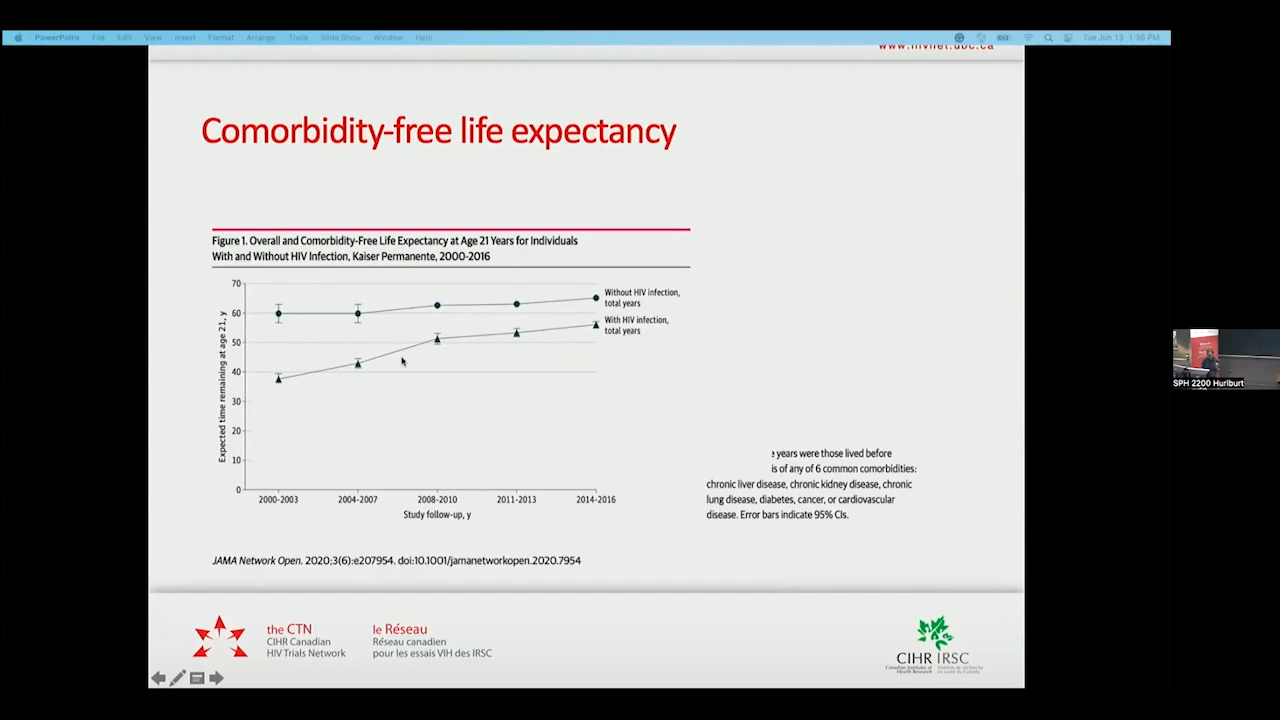 PowerPoint File Edit View Insert Format Arrange Tools Slide Show Window Help Tue Jun 13 1:36 PM
www.hivnet.ubc.ca
Comorbidity-free life expectancy
Figure 1. Overall and Comorbidity-Free Life Expectancy at Age 21 Years for Individuals
With and Without HIV Infection, Kaiser Permanente, 2000-2016
Expected time remaining at age 21, y
70
60
50
40
30
20
10
0
Without HIV infection,
total years
With HIV infection,
total years
2000-2003 2004-2007 2008-2010 2011-2013 2014-2016
Study follow-up, y
years were those lived before
is of any of 6 common comorbidities:
chronic liver disease, chronic kidney disease, chronic
lung disease, diabetes, cancer, or cardiovascular
disease. Error bars indicate 95% CIs.
JAMA Network Open. 2020;3(6):e207954. doi:10.1001/jamanetworkopen.2020.7954
the CTN
CIHR Canadian
HIV Trials Network
le Réseau
Réseau canadien
pour les essais VIH des IRSC
CIHR IRSC
Canadian Institutes of Health Research
Instituts de recherche en santé du Canada
SPH 2200 Hurlburt